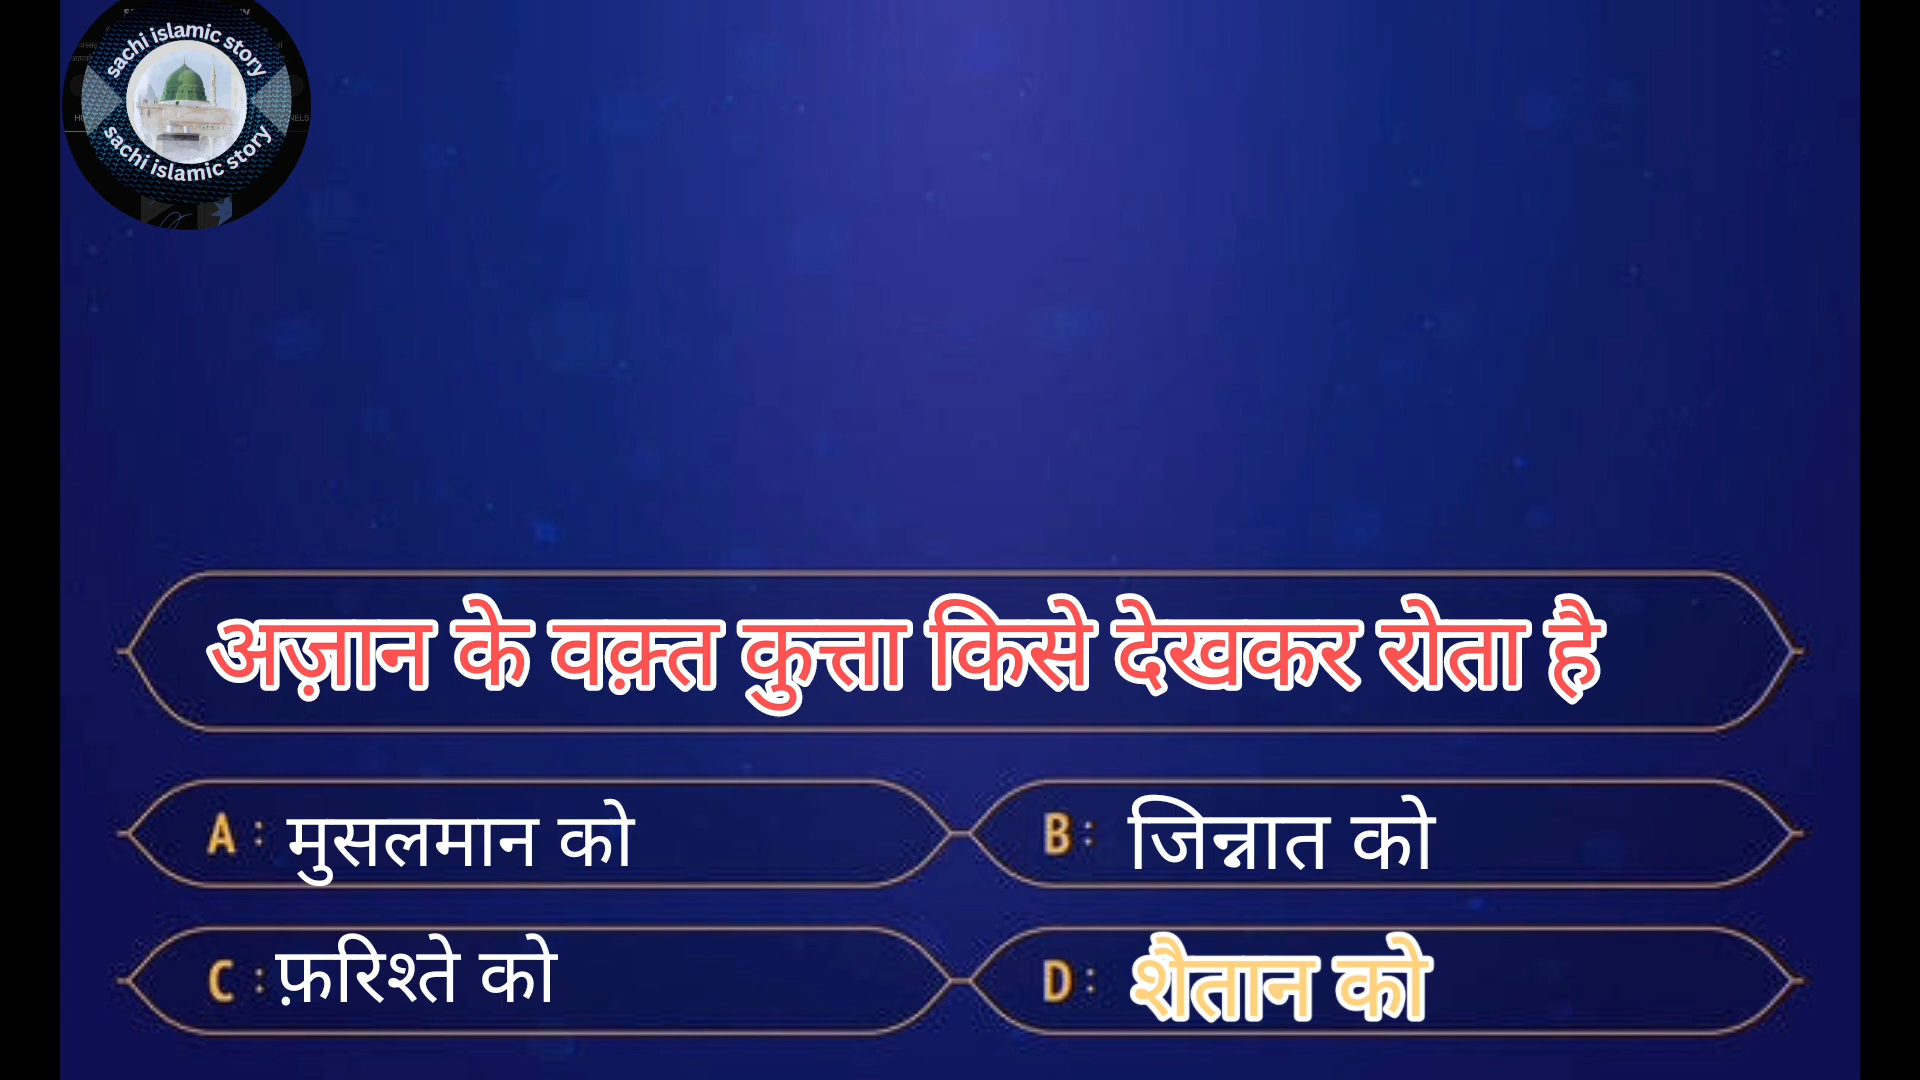 sachi islamic story
sachi islamic story
अज़ान के वक़्त कुत्ता किसे देखकर रोता है
A : मुसलमान को
B : जिन्नात को
C : फ़रिश्ते को
D : शैतान को